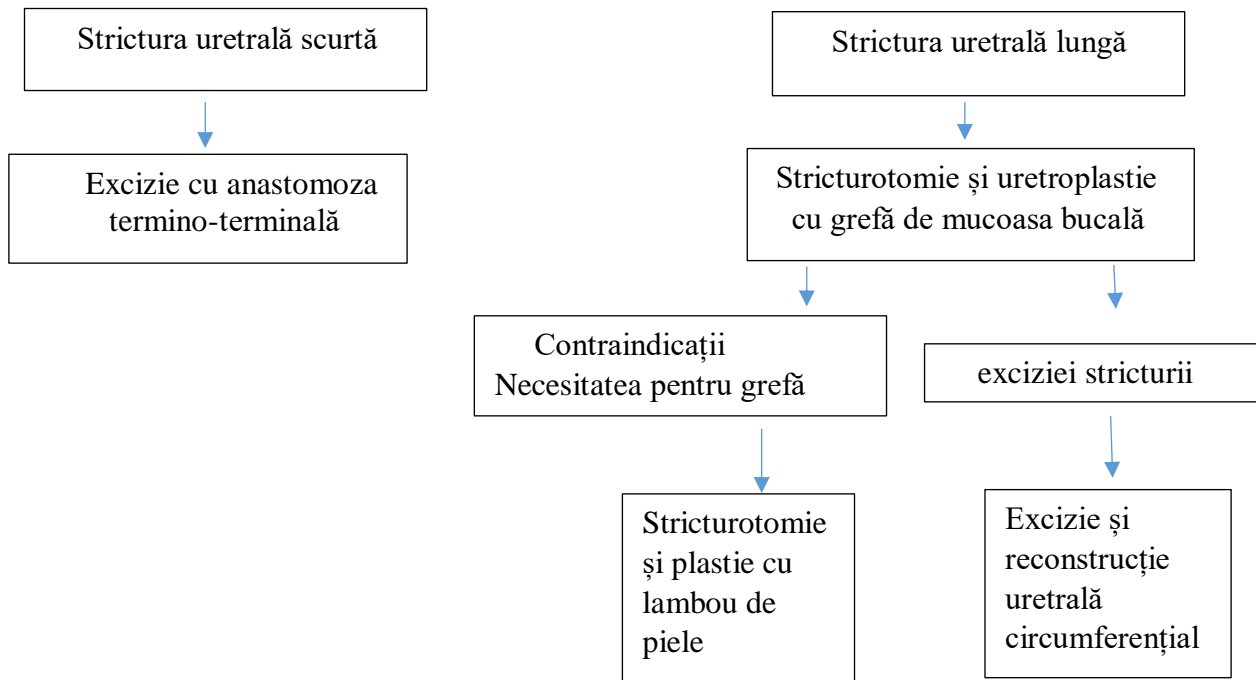 Strictura uretrală scurtă
Excizie cu anastomoza
termino-terminală
Strictura uretrală lungă
Stricturotomie și uretroplastie
cu grefă de mucoasa bucală
Contraindicații
Necesitatea pentru grefă
exciziei stricturii
Stricturotomie
și plastie cu
lambou de
piele
Excizie și
reconstrucție
uretrală
circumferențial